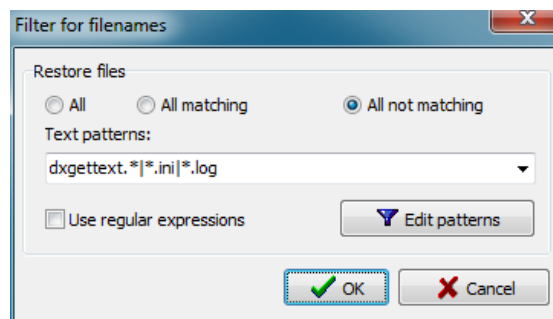 Filter for filenames
Restore files
All All matching All not matching
Text patterns:
dxgettext.*|*.ini|*.log
Use regular expressions Edit patterns
OK Cancel